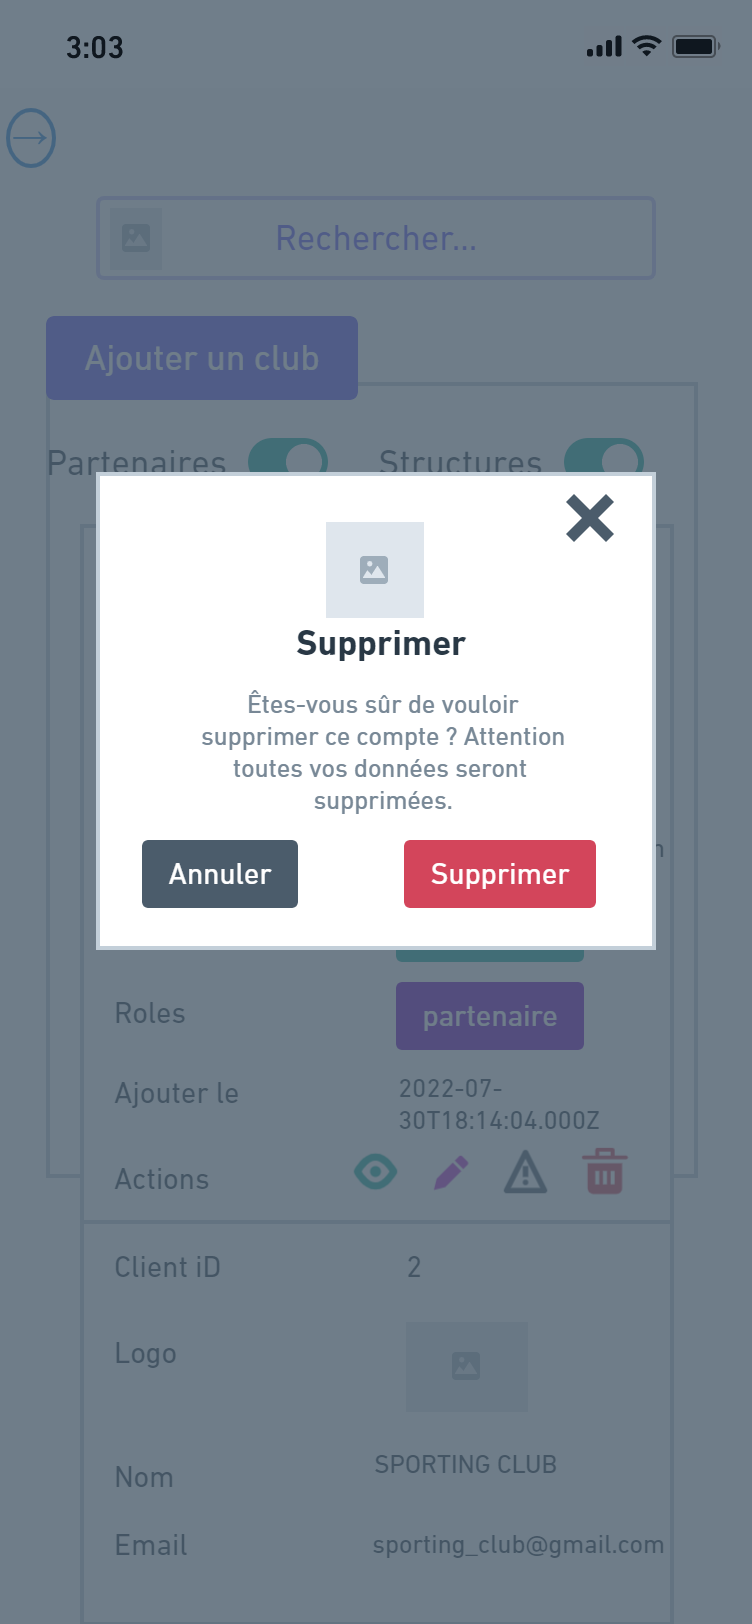 3:03
Rechercher...
Ajouter un club
Partenaires
Structures
Supprimer
Êtes-vous sûr de vouloir
supprimer ce compte ? Attention
toutes vos données seront
supprimées.
Annuler
Supprimer
Roles
partenaire
Ajouter le
2022-07-
30T18:14:04.000Z
Actions
Client iD
2
Logo
Nom
SPORTING CLUB
Email
sporting_club@gmail.com